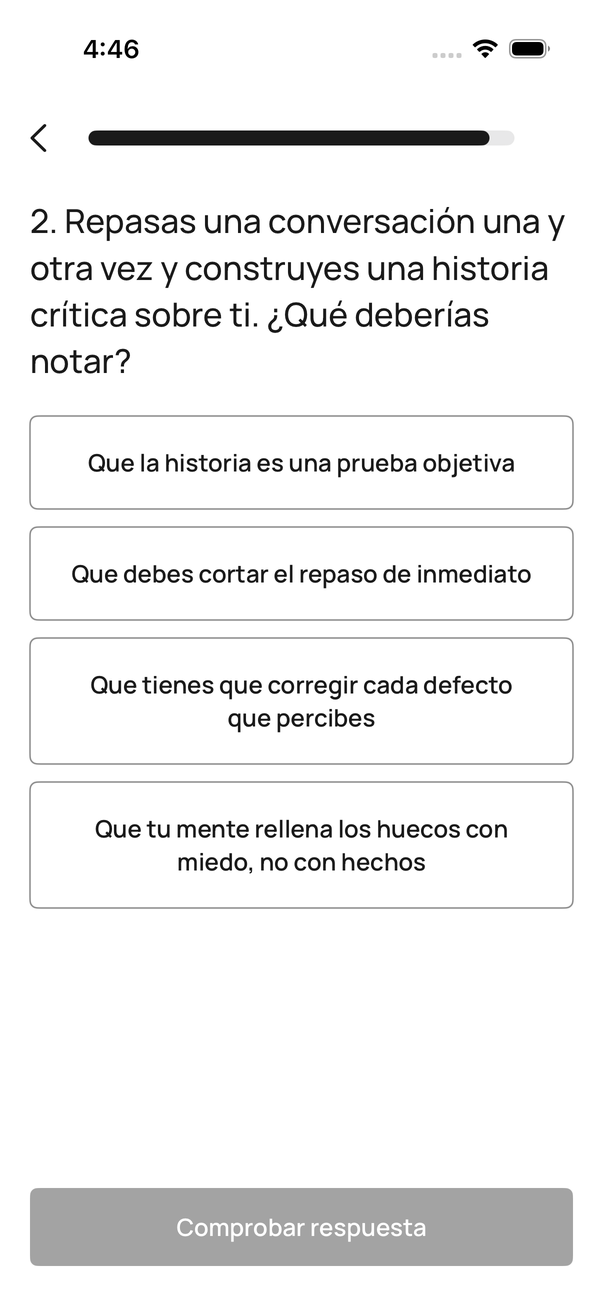 4:46
2. Repasas una conversación una y
otra vez y construyes una historia
crítica sobre ti. ¿Qué deberías
notar?
Que la historia es una prueba objetiva
Que debes cortar el repaso de inmediato
Que tienes que corregir cada defecto
que percibes
Que tu mente rellena los huecos con
miedo, no con hechos
Comprobar respuesta